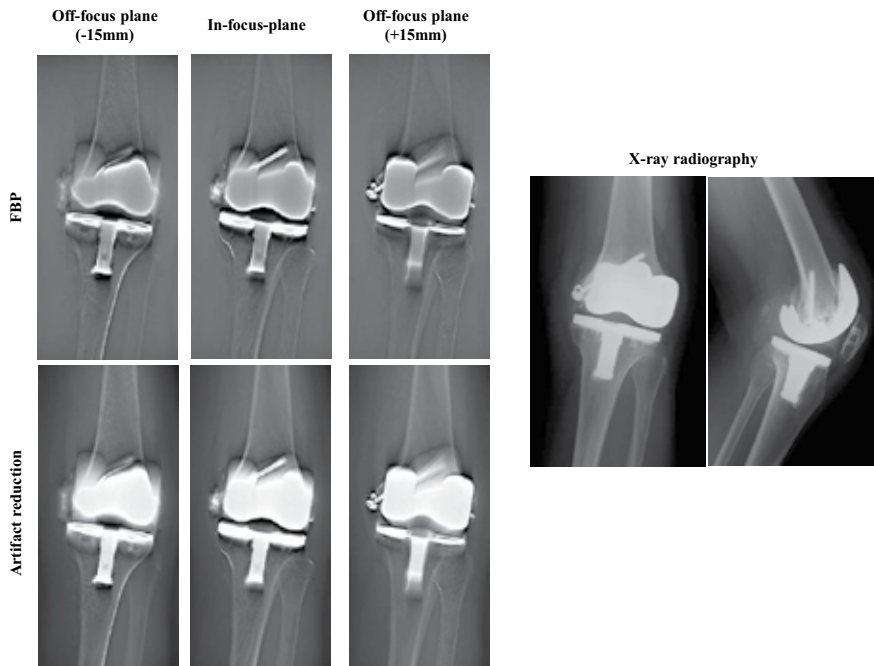 Off-focus plane
(-15mm)
In-focus-plane
Off-focus plane
(+15mm)
X-ray radiography
FBP
Artifact reduction